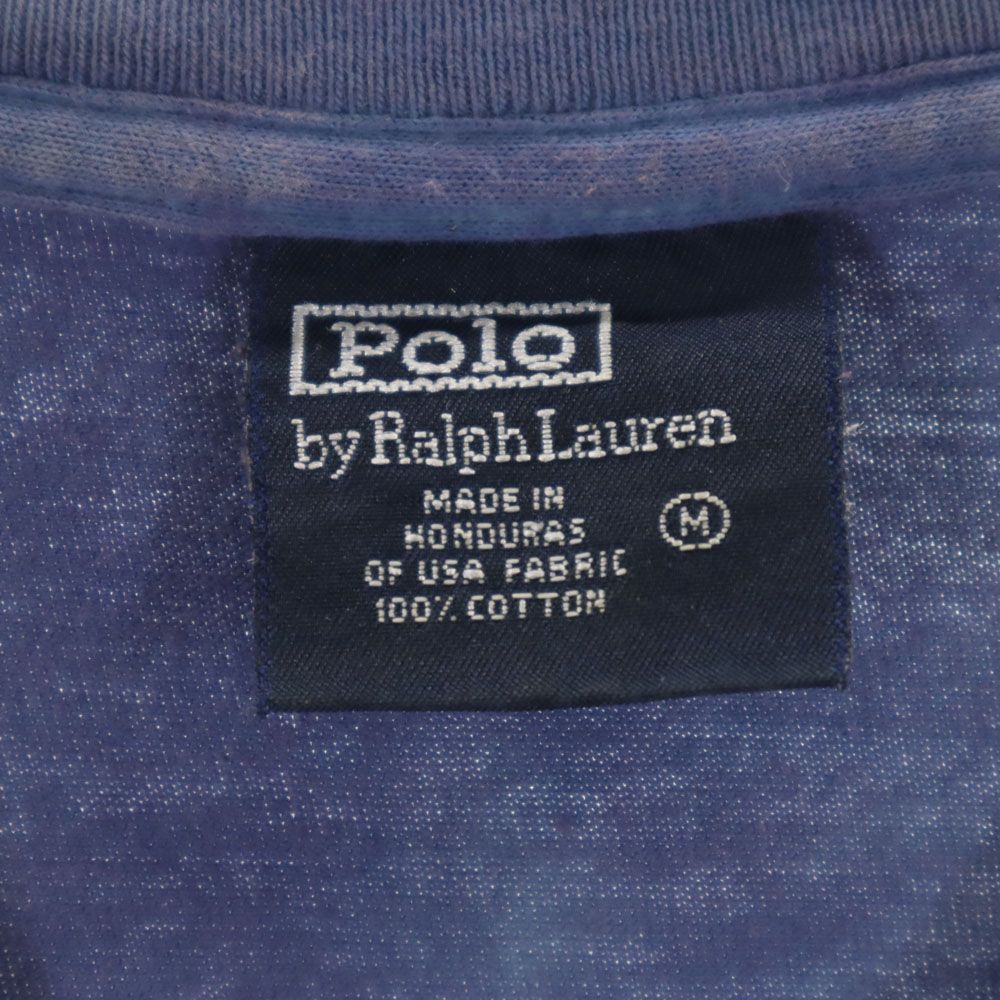 Polo
by Ralph Lauren
MADE IN
HONDURAS
OF USA FABRIC
100% COTTON
M